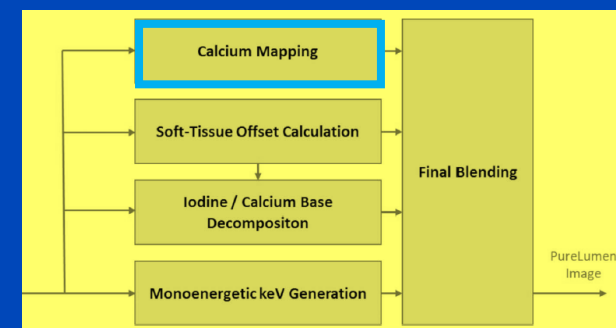 Calcium Mapping
Soft-Tissue Offset Calculation
Final Blending
Iodine / Calcium Base
Decompositon
PureLumen
Image
Monoenergetic keV Generation